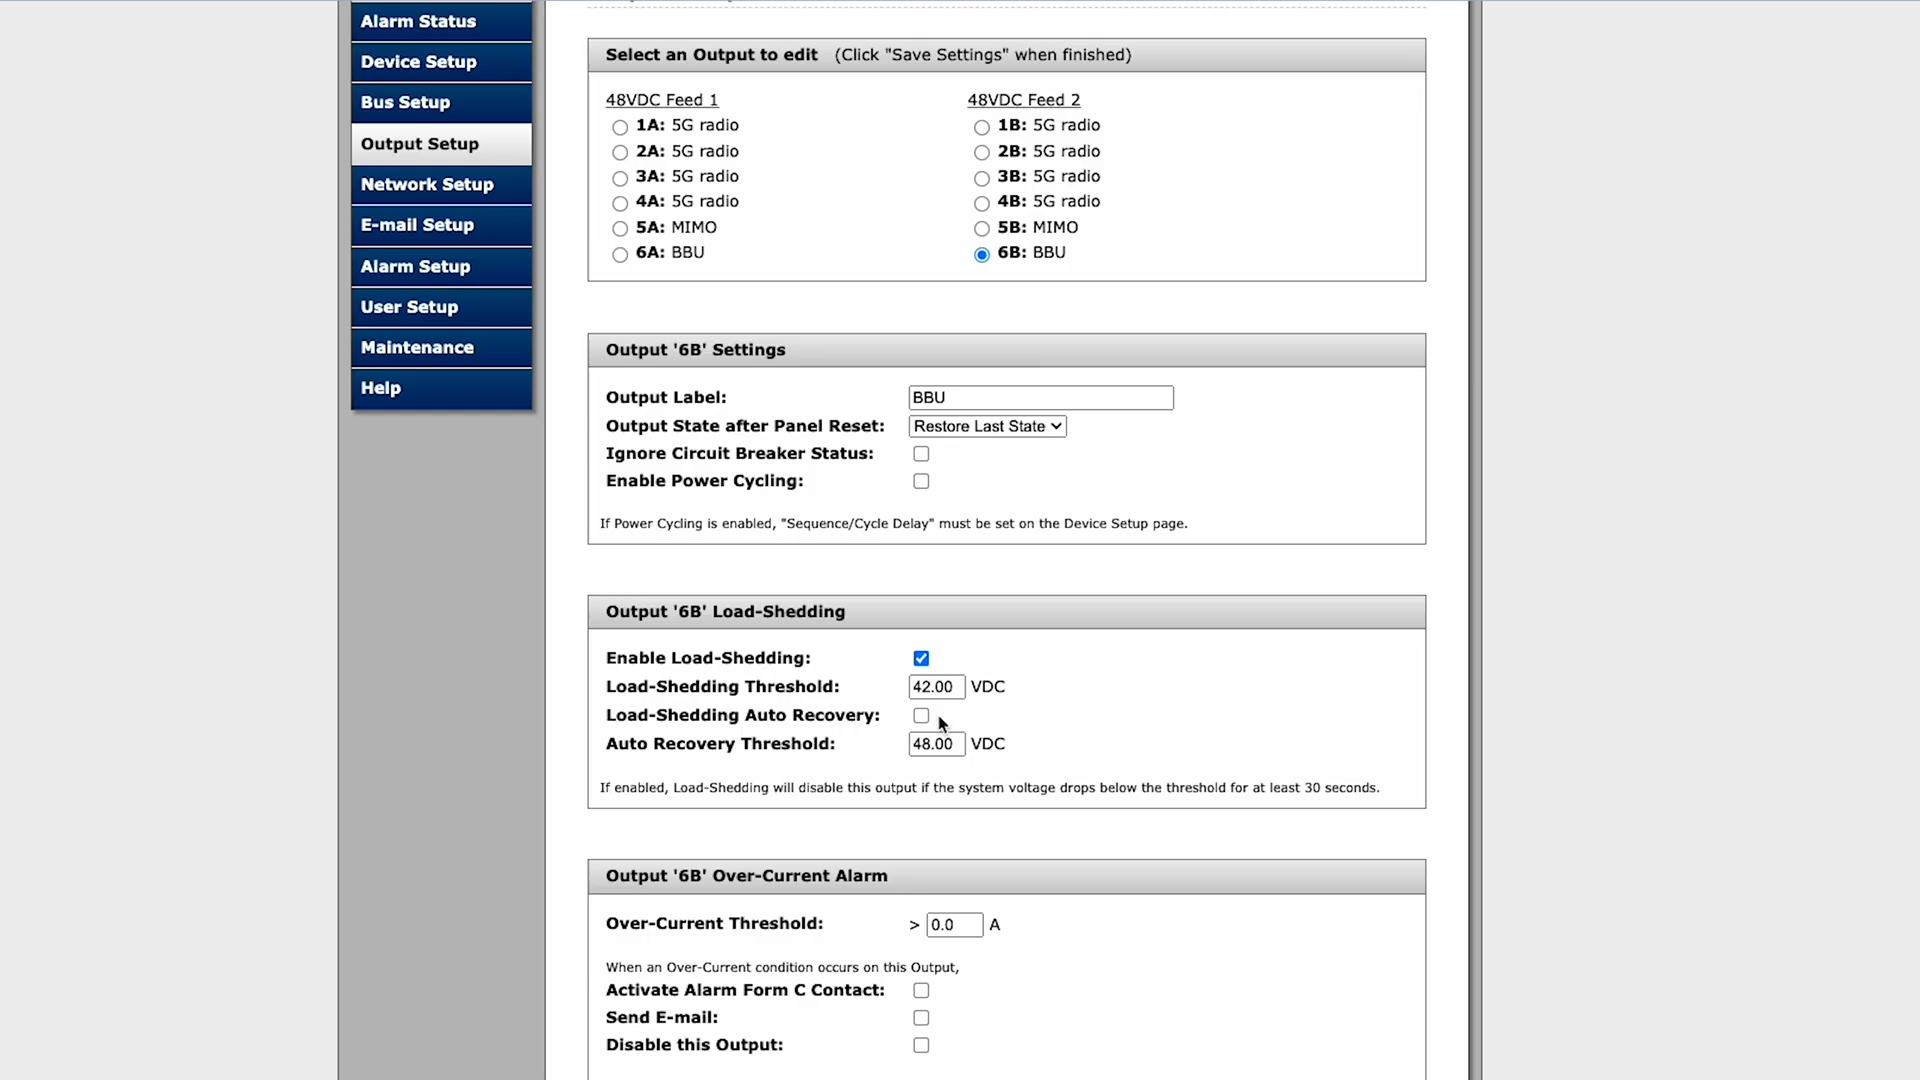 Alarm Status
Device Setup
Bus Setup
Output Setup
Network Setup
E-mail Setup
Alarm Setup
User Setup
Maintenance
Help
Select an Output to edit (Click "Save Settings" when finished)
48VDC Feed 1
1A: 5G radio
2A: 5G radio
3A: 5G radio
4A: 5G radio
5A: MIMO
6A: BBU
48VDC Feed 2
1B: 5G radio
2B: 5G radio
3B: 5G radio
4B: 5G radio
5B: MIMO
6B: BBU
Output '6B' Settings
Output Label: BBU
Output State after Panel Reset: Restore Last State
Ignore Circuit Breaker Status:
Enable Power Cycling:
If Power Cycling is enabled, "Sequence/Cycle Delay" must be set on the Device Setup page.
Output '6B' Load-Shedding
Enable Load-Shedding:
Load-Shedding Threshold: 42.00 VDC
Load-Shedding Auto Recovery:
Auto Recovery Threshold: 48.00 VDC
If enabled, Load-Shedding will disable this output if the system voltage drops below the threshold for at least 30 seconds.
Output '6B' Over-Current Alarm
Over-Current Threshold: > 0.0 A
When an Over-Current condition occurs on this Output,
Activate Alarm Form C Contact:
Send E-mail:
Disable this Output: